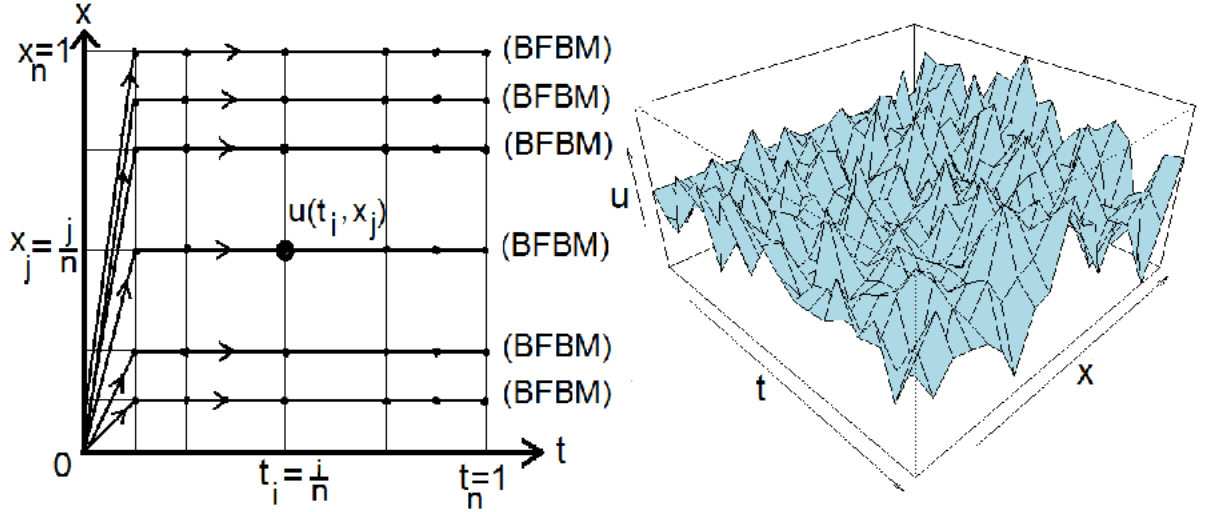 x
x_n=1
(BFBM)
(BFBM)
(BFBM)
u(t_i, x_j)
x_j = j/n
(BFBM)
(BFBM)
(BFBM)
0
t_i = i/n
t_n=1
t
u
t
x